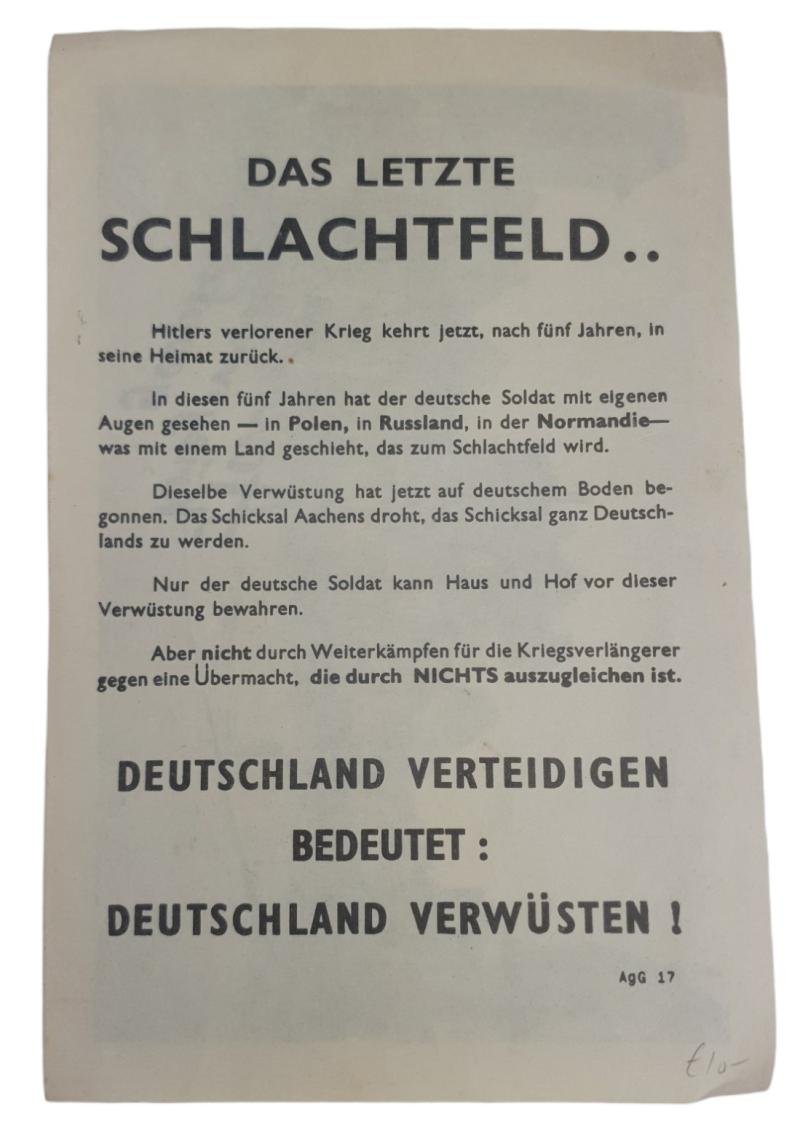 DAS LETZTE
SCHLACHTFELD..
Hitlers verlorener Krieg kehrt jetzt, nach fünf Jahren, in
seine Heimat zurück..
In diesen fünf Jahren hat der deutsche Soldat mit eigenen
Augen gesehen — in Polen, in Russland, in der Normandie—
was mit einem Land geschieht, das zum Schlachtfeld wird.
Dieselbe Verwüstung hat jetzt auf deutschem Boden be-
gonnen. Das Schicksal Aachens droht, das Schicksal ganz Deutsch-
lands zu werden.
Nur der deutsche Soldat kann Haus und Hof vor dieser
Verwüstung bewahren.
Aber nicht durch Weiterkämpfen für die Kriegsverlängerer
gegen eine Übermacht, die durch NICHTS auszugleichen ist.
DEUTSCHLAND VERTEIDIGEN
BEDEUTET :
DEUTSCHLAND VERWÜSTEN !
AgG 17
£10-